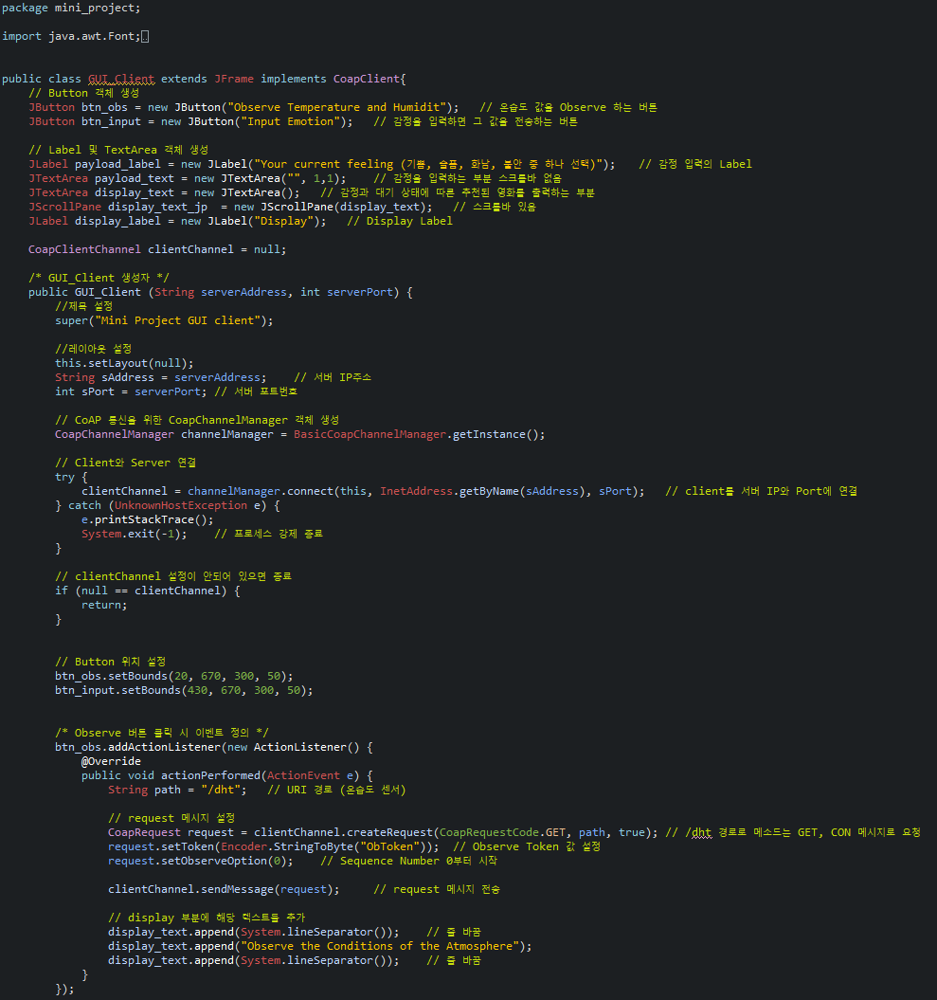 package mini_project;
import java.awt.Font;
public class GUI_Client extends JFrame implements CoapClient{
// Button 객체 생성
JButton btn_obs = new JButton("Observe Temperature and Humidit"); // 온습도 값을 Observe 하는 버튼
JButton btn_input = new JButton("Input Emotion"); // 감정을 입력하면 그 값을 전송하는 버튼
// Label 및 TextArea 객체 생성
JLabel payload_label = new JLabel("Your current feeling (기쁨, 슬픔, 화남, 불안 중 하나 선택)"); // 감정 입력의 Label
JTextArea payload_text = new JTextArea("", 1,1); // 감정을 입력하는 부분 스크롤바 없음
JTextArea display_text = new JTextArea(); // 감정과 대기 상태에 따른 추천된 영화를 출력하는 부분
JScrollPane display_text_jp = new JScrollPane(display_text); // 스크롤바 있음
JLabel display_label = new JLabel("Display"); // Display Label
CoapClientChannel clientChannel = null;
/* GUI_Client 생성자 */
public GUI_Client (String serverAddress, int serverPort) {
//제목 설정
super("Mini Project GUI client");
//레이아웃 설정
this.setLayout(null);
String sAddress = serverAddress; // 서버 IP주소
int sPort = serverPort; // 서버 포트번호
// CoAP 통신을 위한 CoapChannelManager 객체 생성
CoapChannelManager channelManager = BasicCoapChannelManager.getInstance();
// Client와 Server 연결
try {
clientChannel = channelManager.connect(this, InetAddress.getByName(sAddress), sPort); // client를 서버 IP와 Port에 연결
} catch (UnknownHostException e) {
e.printStackTrace();
System.exit(-1); // 프로세스 강제 종료
}
// clientChannel 설정이 안되어 있으면 종료
if (null == clientChannel) {
return;
}
// Button 위치 설정
btn_obs.setBounds(20, 670, 300, 50);
btn_input.setBounds(430, 670, 300, 50);
/* Observe 버튼 클릭 시 이벤트 정의 */
btn_obs.addActionListener(new ActionListener() {
@Override
public void actionPerformed(ActionEvent e) {
String path = "/dht"; // URI 경로 (온습도 센서)
// request 메시지 설정
CoapRequest request = clientChannel.createRequest(CoapRequestCode.GET, path, true); // /dht 경로로 메소드는 GET, CON 메시지로 요청
request.setToken(Encoder.StringToByte("ObToken")); // Observe Token 값 설정
request.setObserveOption(0); // Sequence Number 0부터 시작
clientChannel.sendMessage(request); // request 메시지 전송
// display 부분에 해당 텍스트를 추가
display_text.append(System.lineSeparator()); // 줄 바꿈
display_text.append("Observe the Conditions of the Atmosphere");
display_text.append(System.lineSeparator()); // 줄 바꿈
}
});